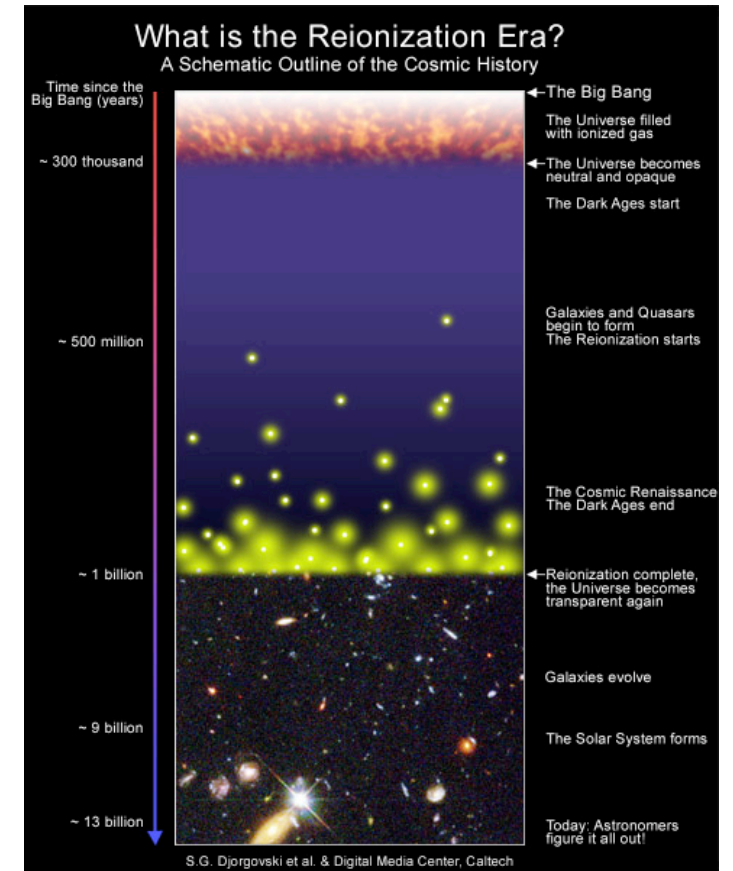 What is the Reionization Era?
A Schematic Outline of the Cosmic History
Time since the
Big Bang (years)
The Big Bang
The Universe filled
with ionized gas
~ 300 thousand
The Universe becomes
neutral and opaque
The Dark Ages start
Galaxies and Quasars
begin to form
The Reionization starts
~ 500 million
The Cosmic Renaissance
The Dark Ages end
~ 1 billion
Reionization complete,
the Universe becomes
transparent again
Galaxies evolve
~ 9 billion
The Solar System forms
~ 13 billion
Today: Astronomers
figure it all out!
S.G. Djorgovski et al. & Digital Media Center, Caltech